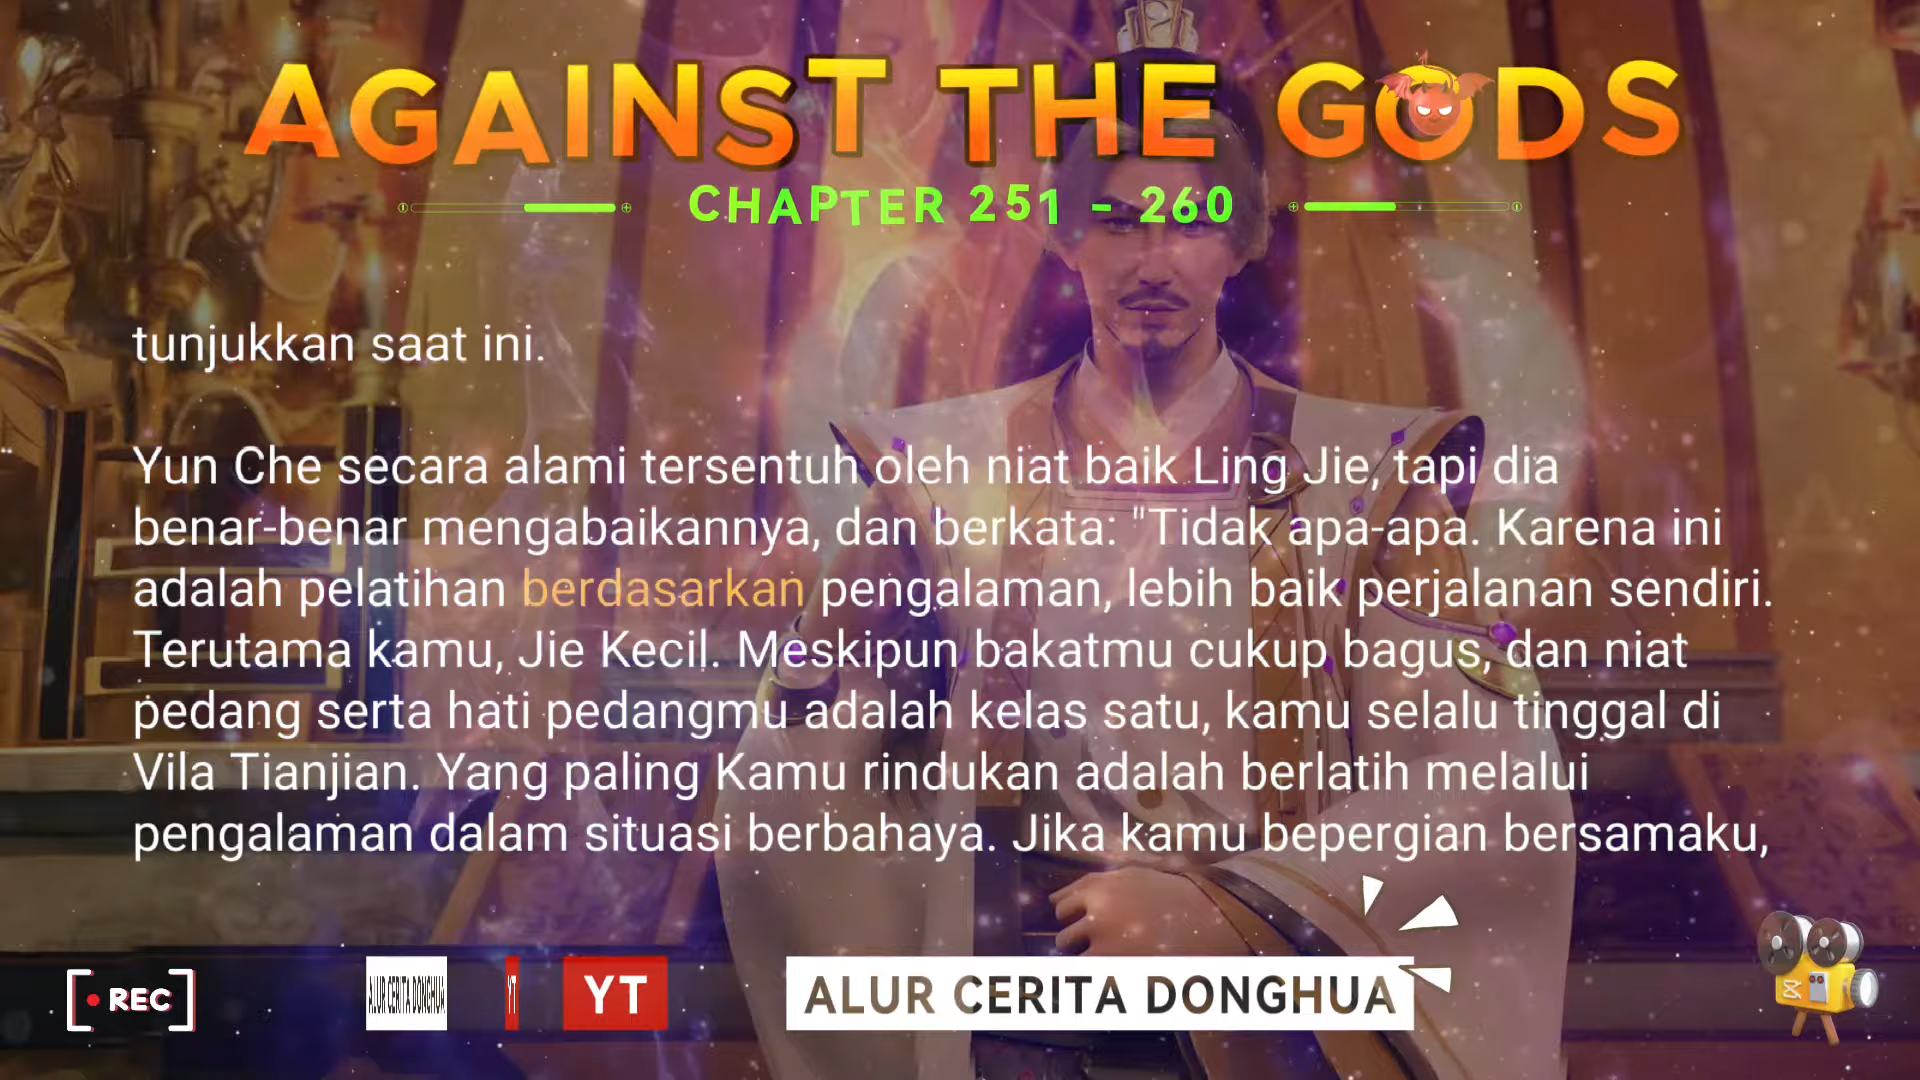 AGAINST THE GODS
CHAPTER 251 - 260
tunjukkan saat ini.
Yun Che secara alami tersentuh oleh niat baik Ling Jie, tapi dia
benar-benar mengabaikannya, dan berkata: "Tidak apa-apa. Karena ini
adalah pelatihan berdasarkan pengalaman, lebih baik perjalanan sendiri.
Terutama kamu, Jie Kecil. Meskipun bakatmu cukup bagus, dan niat
pedang serta hati pedangmu adalah kelas satu, kamu selalu tinggal di
Vila Tianjian. Yang paling Kamu rindukan adalah berlatih melalui
pengalaman dalam situasi berbahaya. Jika kamu bepergian bersamaku,
REC
ALUR CERITA DONGHUA
YT
YT
ALUR CERITA DONGHUA